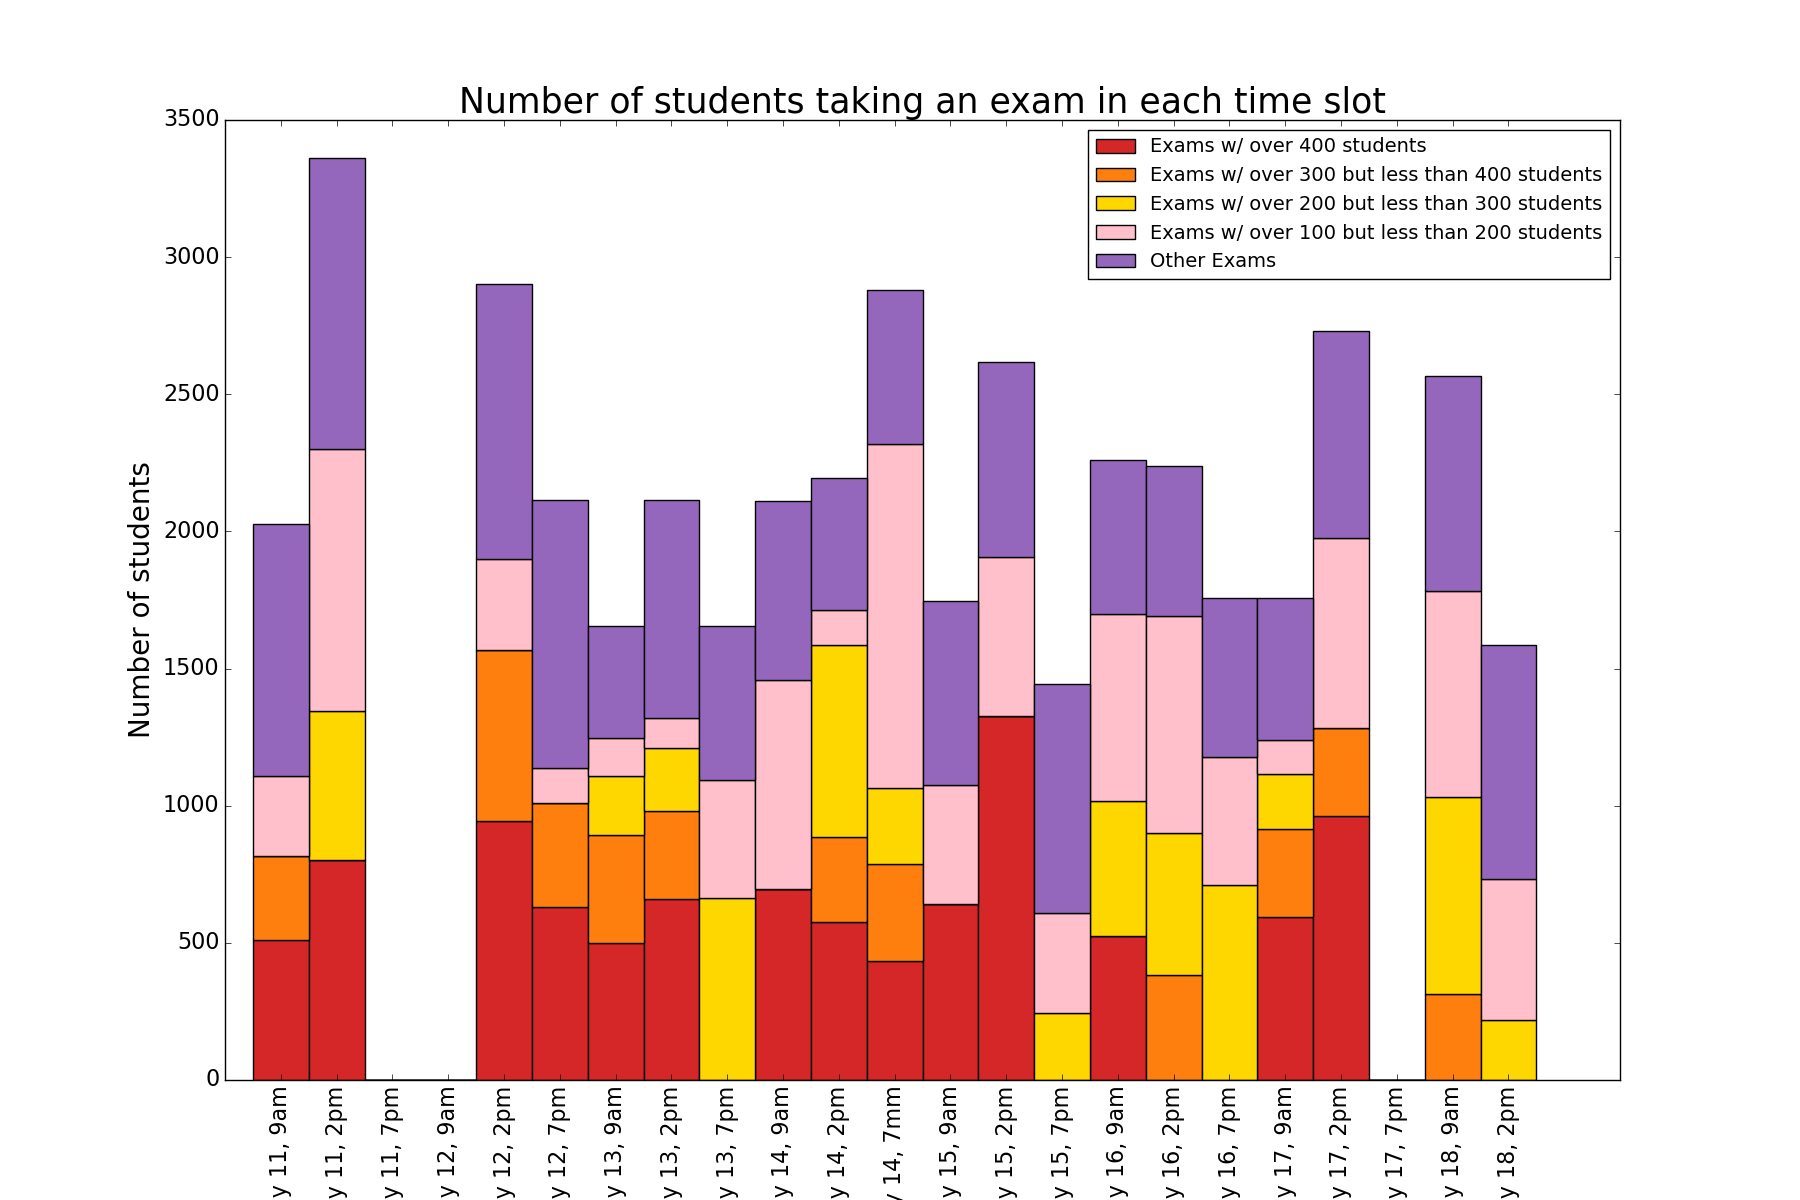 Number of students taking an exam in each time slot
Exams w/ over 400 students
Exams w/ over 300 but less than 400 students
Exams w/ over 200 but less than 300 students
Exams w/ over 100 but less than 200 students
Other Exams
Number of students
3500
3000
2500
2000
1500
1000
500
0
y 11, 9am
y 11, 2pm
y 11, 7pm
y 12, 9am
y 12, 2pm
y 12, 7pm
y 13, 9am
y 13, 2pm
y 13, 7pm
y 14, 9am
y 14, 2pm
y 14, 7mm
y 15, 9am
y 15, 2pm
y 15, 7pm
y 16, 9am
y 16, 2pm
y 16, 7pm
y 17, 9am
y 17, 2pm
y 17, 7pm
y 18, 9am
y 18, 2pm